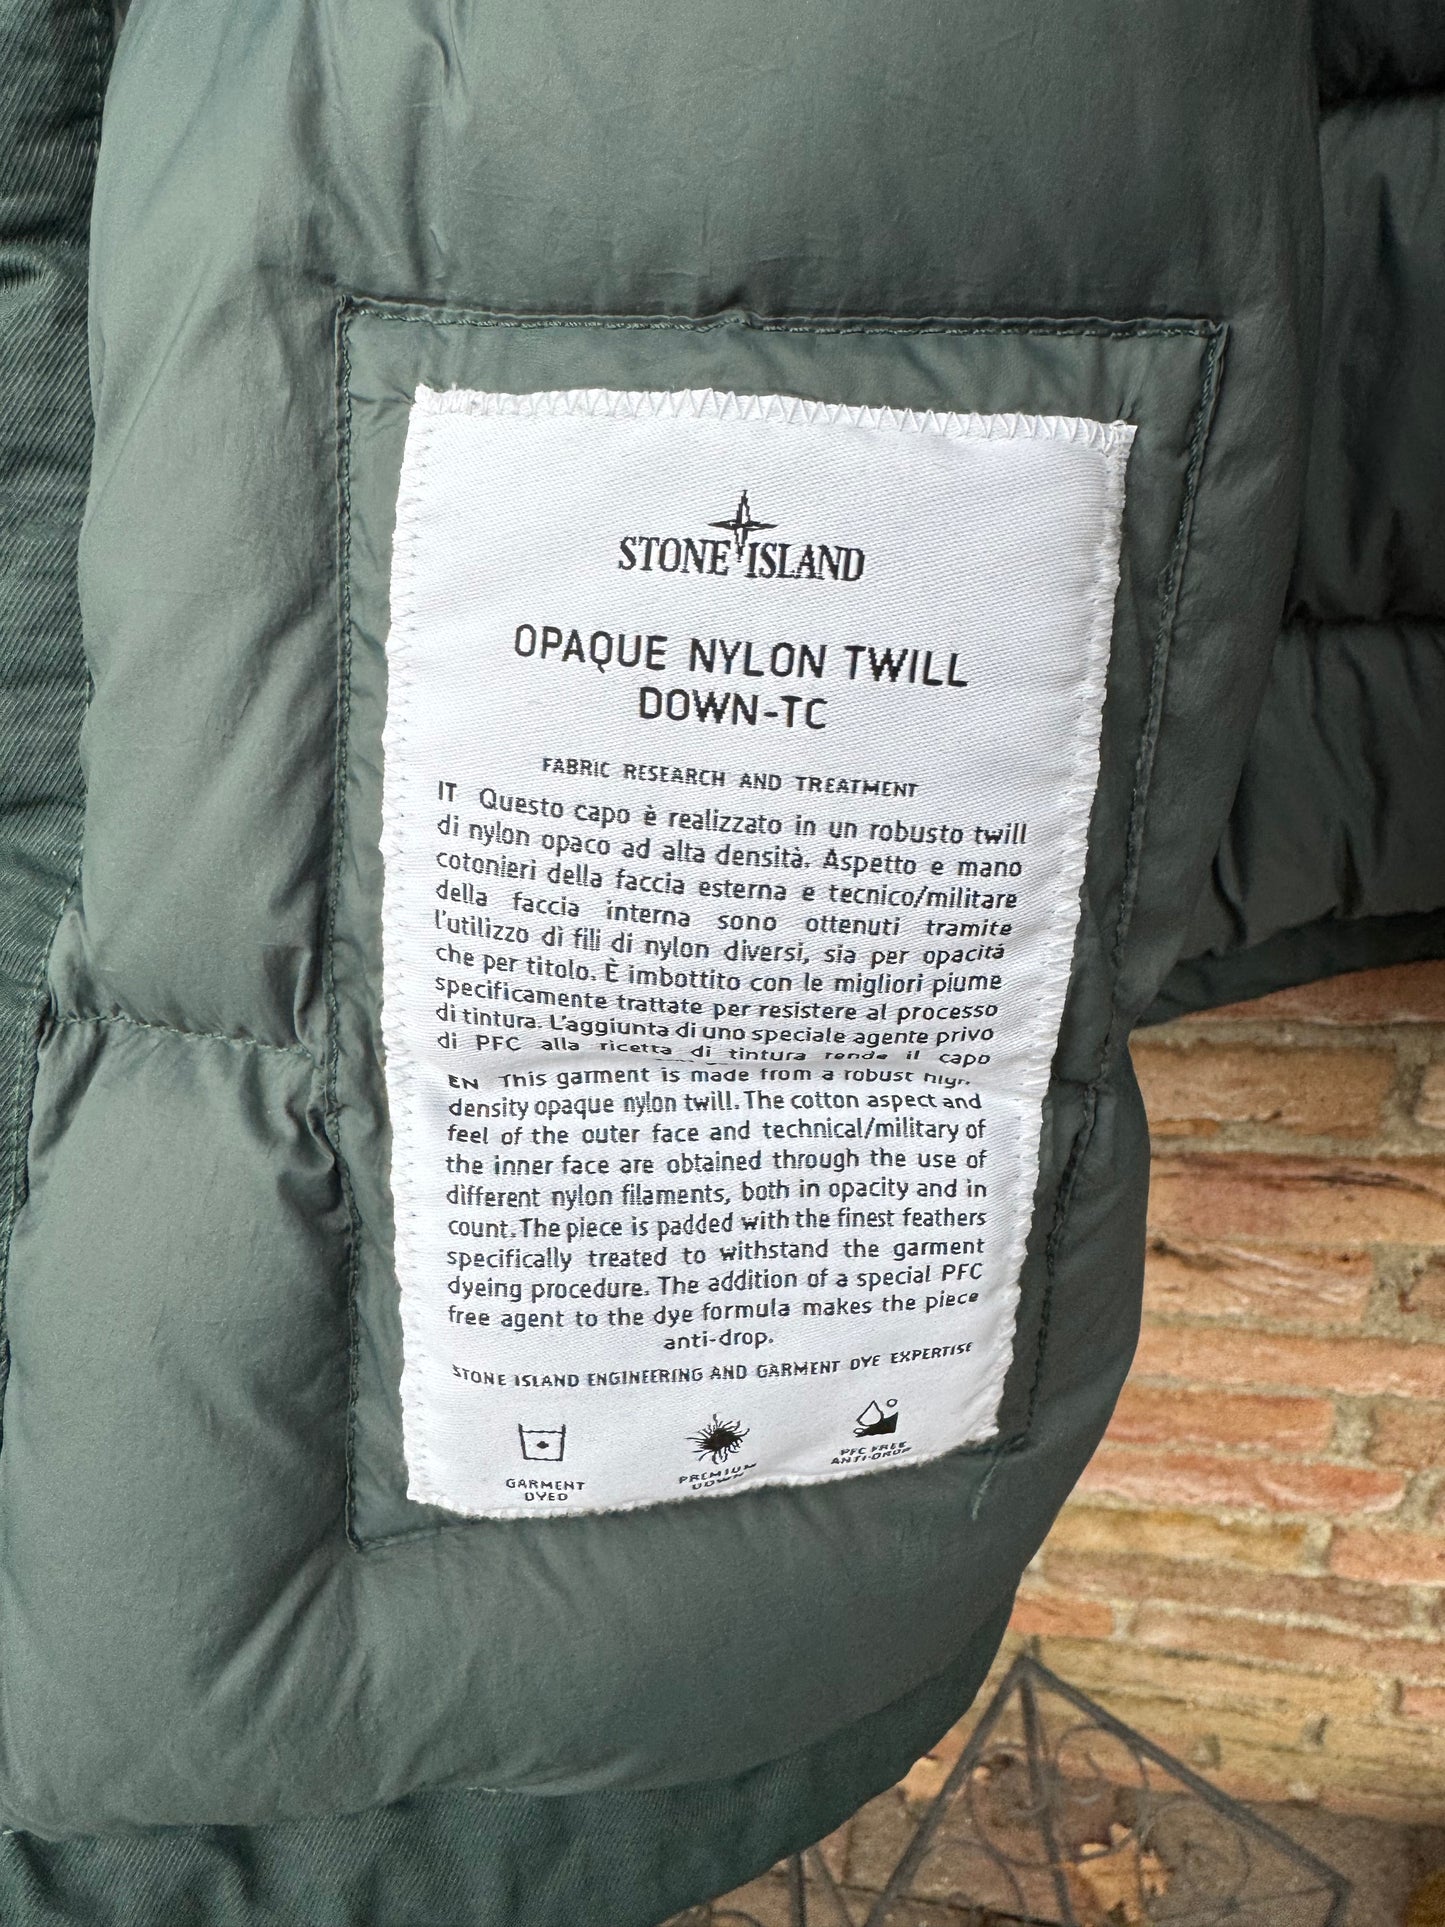 STONE ISLAND
OPAQUE NYLON TWILL
DOWN-TC
FABRIC RESEARCH AND TREATMENT
IT Questo capo è realizzato in un robusto twill
di nylon opaco ad alta densità. Aspetto e mano
cotonieri della faccia esterna e tecnico/militare
della faccia interna sono ottenuti tramite
l'utilizzo di fili di nylon diversi, sia per opacità
che per titolo. È imbottito con le migliori piume
specificamente trattate per resistere al processo
di tintura. L'aggiunta di uno speciale agente privo
di PFC alla ricetta di tintura rende il capo
EN This garment is made from a robust high
density opaque nylon twill. The cotton aspect and
feel of the outer face and technical/military of
the inner face are obtained through the use of
different nylon filaments, both in opacity and in
count. The piece is padded with the finest feathers
specifically treated to withstand the garment
dyeing procedure. The addition of a special PFC
free agent to the dye formula makes the piece
anti-drop.
STONE ISLAND ENGINEERING AND GARMENT DYE EXPERTISE
GARMENT
DYED
PREMIUM
DOWN
PFC FREE
ANTI-DROP